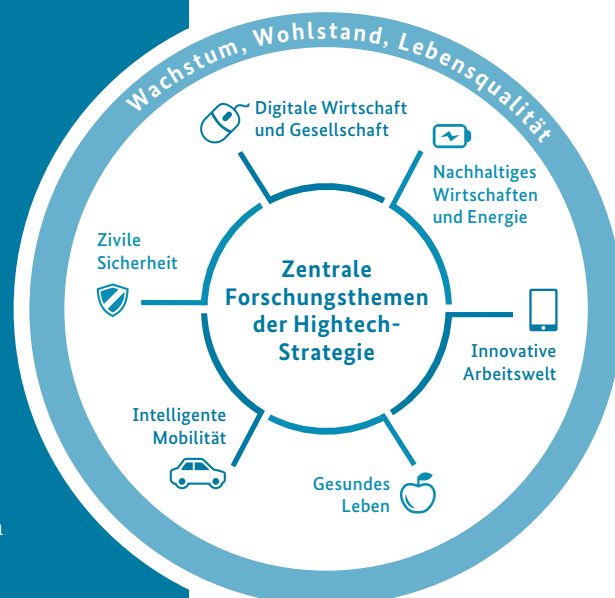 Wachstum, Wohlstand, Lebensqualität
Digitale Wirtschaft
und Gesellschaft
Nachhaltiges
Wirtschaften
und Energie
Zivile
Sicherheit
Zentrale
Forschungsthemen
der Hightech-
Strategie
Innovative
Arbeitswelt
Intelligente
Mobilität
Gesundes
Leben